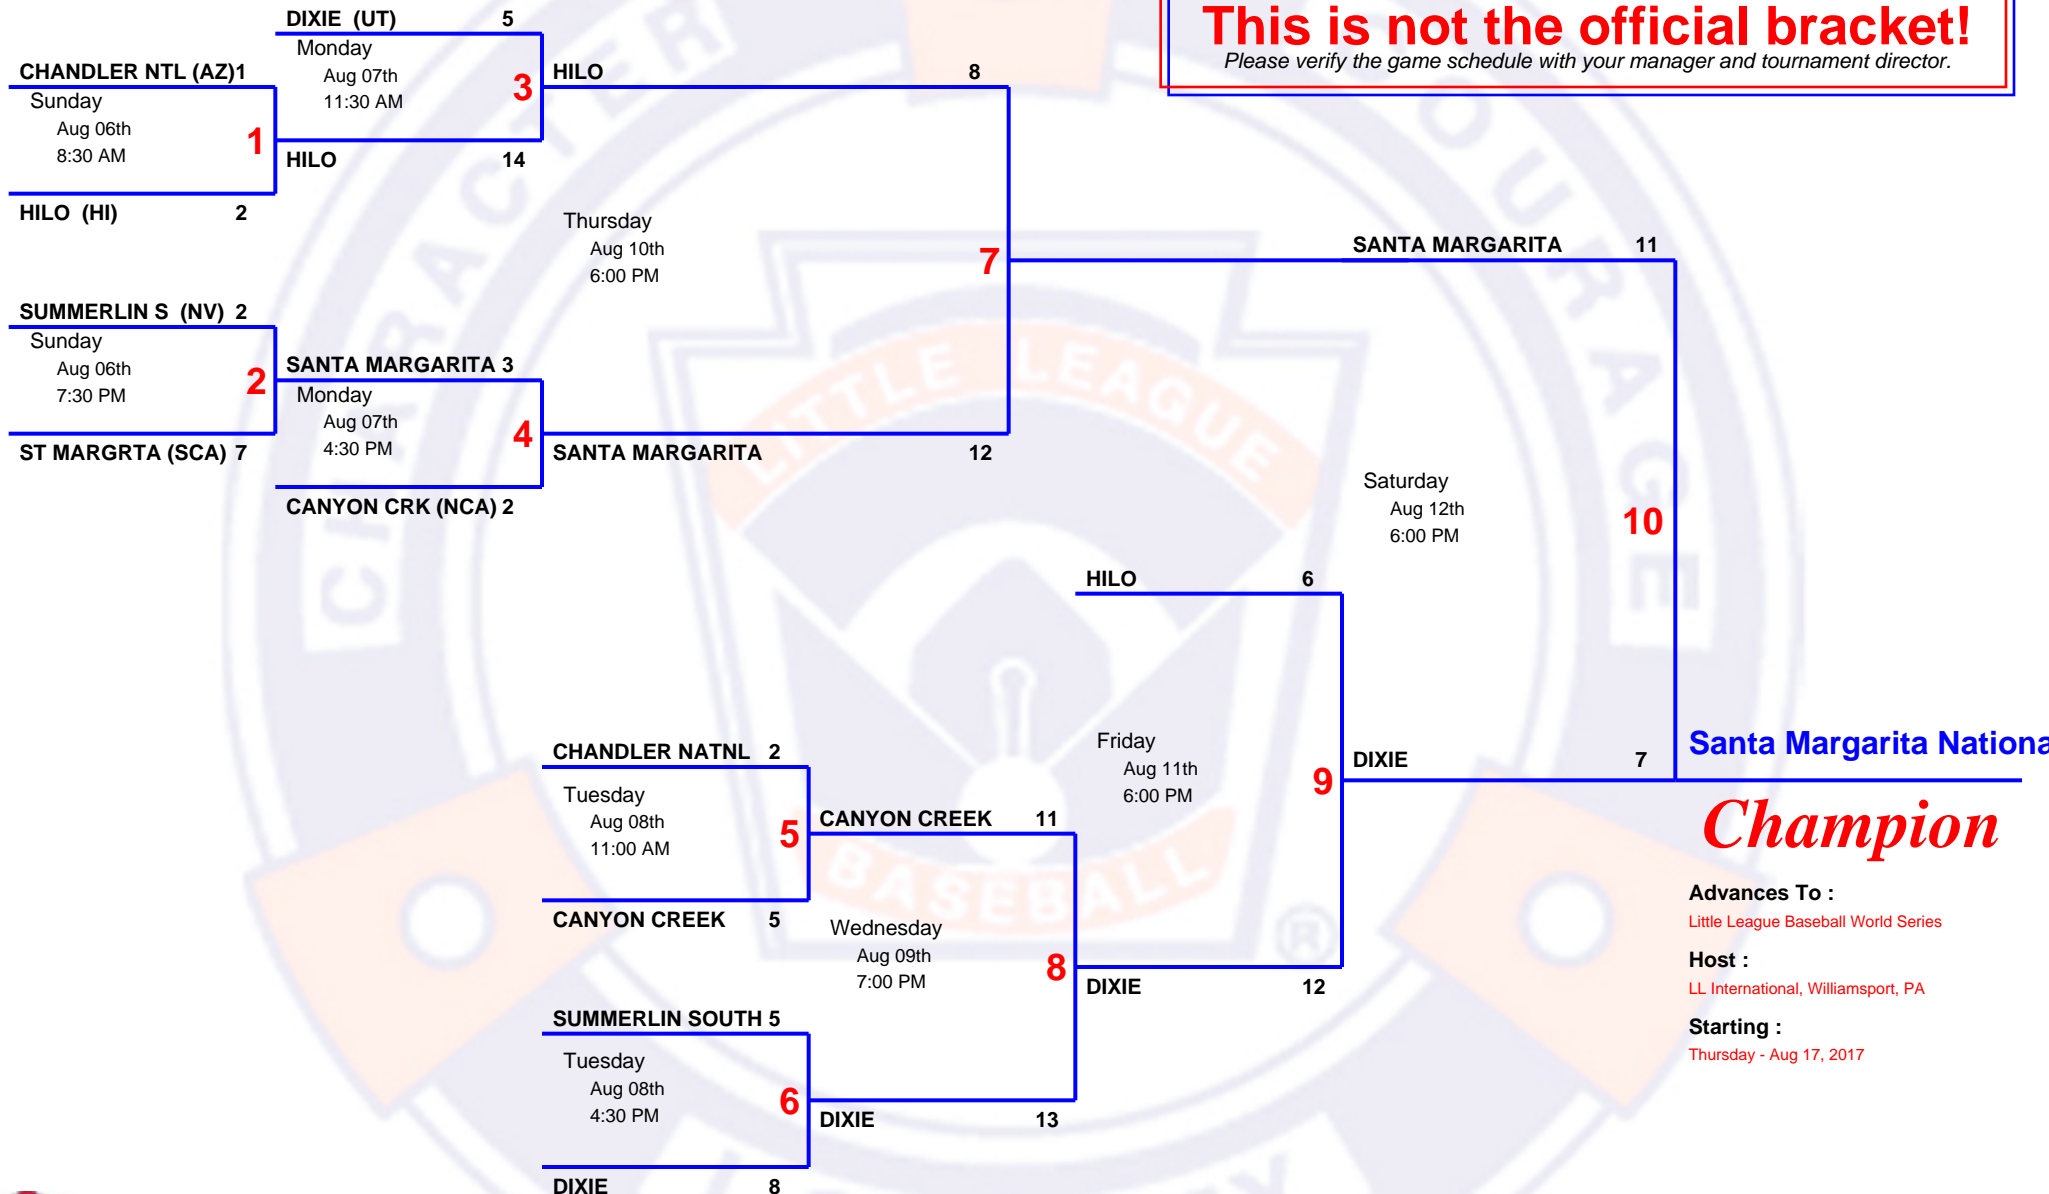 This is not the official bracket!
Please verify the game schedule with your manager and tournament director.
DIXIE (UT) 5
Monday
Aug 07th
11:30 AM
3
HILO 14
CHANDLER NTL (AZ)1
Sunday
Aug 06th
8:30 AM
1
HILO (HI) 2
HILO 8
Thursday
Aug 10th
6:00 PM
7
SANTA MARGARITA 12
SUMMERLIN S (NV) 2
Sunday
Aug 06th
7:30 PM
2
ST MARGRTA (SCA) 7
SANTA MARGARITA 3
Monday
Aug 07th
4:30 PM
4
CANYON CRK (NCA) 2
SANTA MARGARITA 11
Saturday
Aug 12th
6:00 PM
10
DIXIE 7
HILO 6
Friday
Aug 11th
6:00 PM
9
DIXIE 12
CHANDLER NATNL 2
Tuesday
Aug 08th
11:00 AM
5
CANYON CREEK 5
CANYON CREEK 11
Wednesday
Aug 09th
7:00 PM
8
DIXIE 13
SUMMERLIN SOUTH 5
Tuesday
Aug 08th
4:30 PM
6
DIXIE 8
Santa Margarita Nationa
Champion
Advances To :
Little League Baseball World Series
Host :
LL International, Williamsport, PA
Starting :
Thursday - Aug 17, 2017
CHARACTER
COURAGE
LITTLE LEAGUE
BASEBALL
®